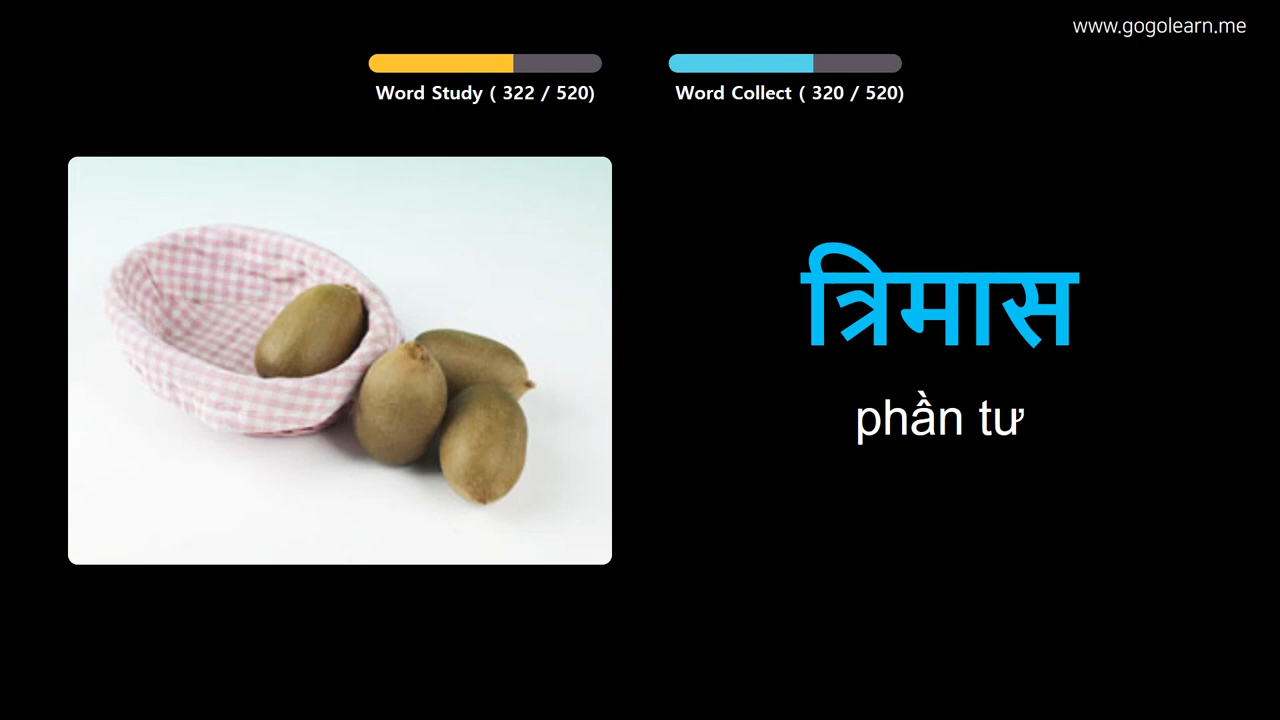 www.gogolearn.me
Word Study ( 322 / 520)
Word Collect ( 320 / 520)
त्रिमास
phần tư